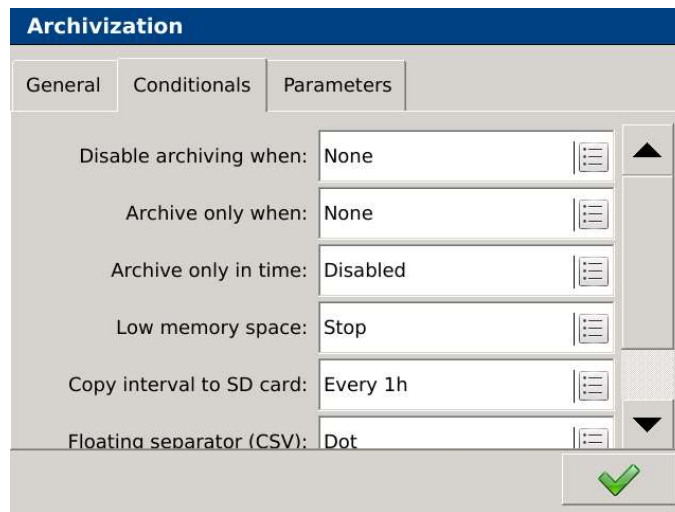 Archivization
General Conditionals Parameters
Disable archiving when: None
Archive only when: None
Archive only in time: Disabled
Low memory space: Stop
Copy interval to SD card: Every 1h
Floating separator (CSV): Dot